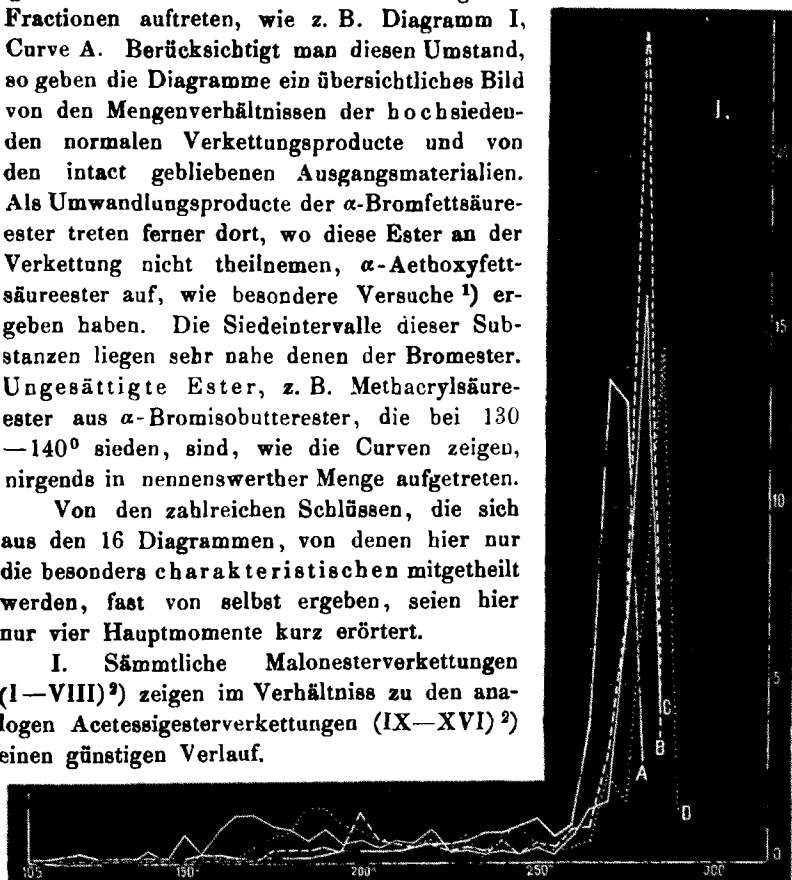 Fractionen auftreten, wie z. B. Diagramm I,
Curve A. Berücksichtigt man diesen Umstand,
so geben die Diagramme ein übersichtliches Bild
von den Mengenverhältnissen der hochsieden-
den normalen Verkettungsproducte und von
den intact gebliebenen Ausgangsmaterialien.
Als Umwandlungsproducte der α-Bromfettsäure-
ester treten ferner dort, wo diese Ester an der
Verkettung nicht theilnemen, α-Aethoxyfett-
säureester auf, wie besondere Versuche ¹) er-
geben haben. Die Siedeintervalle dieser Sub-
stanzen liegen sehr nahe denen der Bromester.
Ungesättigte Ester, z. B. Methacrylsäure-
ester aus α-Bromisobutterester, die bei 130
—140⁰ sieden, sind, wie die Curven zeigen,
nirgends in nennenswerther Menge aufgetreten.
Von den zahlreichen Schlüssen, die sich
aus den 16 Diagrammen, von denen hier nur
die besonders charakteristischen mitgetheilt
werden, fast von selbst ergeben, seien hier
nur vier Hauptmomente kurz erörtert.
I. Sämmtliche Malonesterverkettungen
(I—VIII) ²) zeigen im Verhältniss zu den ana-
logen Acetessigesterverkettungen (IX—XVI) ²)
einen günstigen Verlauf.
I.
15
10
5
0
A
B
C
D
105
150
200
250
300